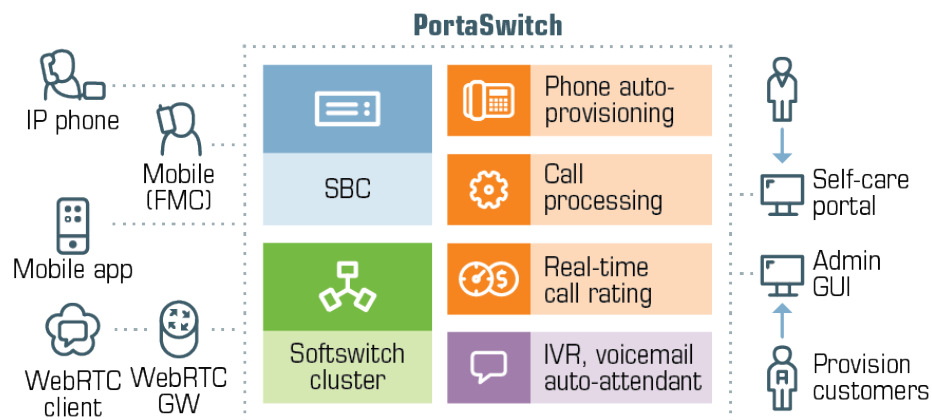 PortaSwitch
IP phone
Mobile
(FMC)
Mobile app
WebRTC
client
WebRTC
GW
SBC
Softswitch
cluster
Phone auto-
provisioning
Call
processing
Real-time
call rating
$
IVR, voicemail
auto-attendant
Self-care
portal
Admin
GUI
A
Provision
customers